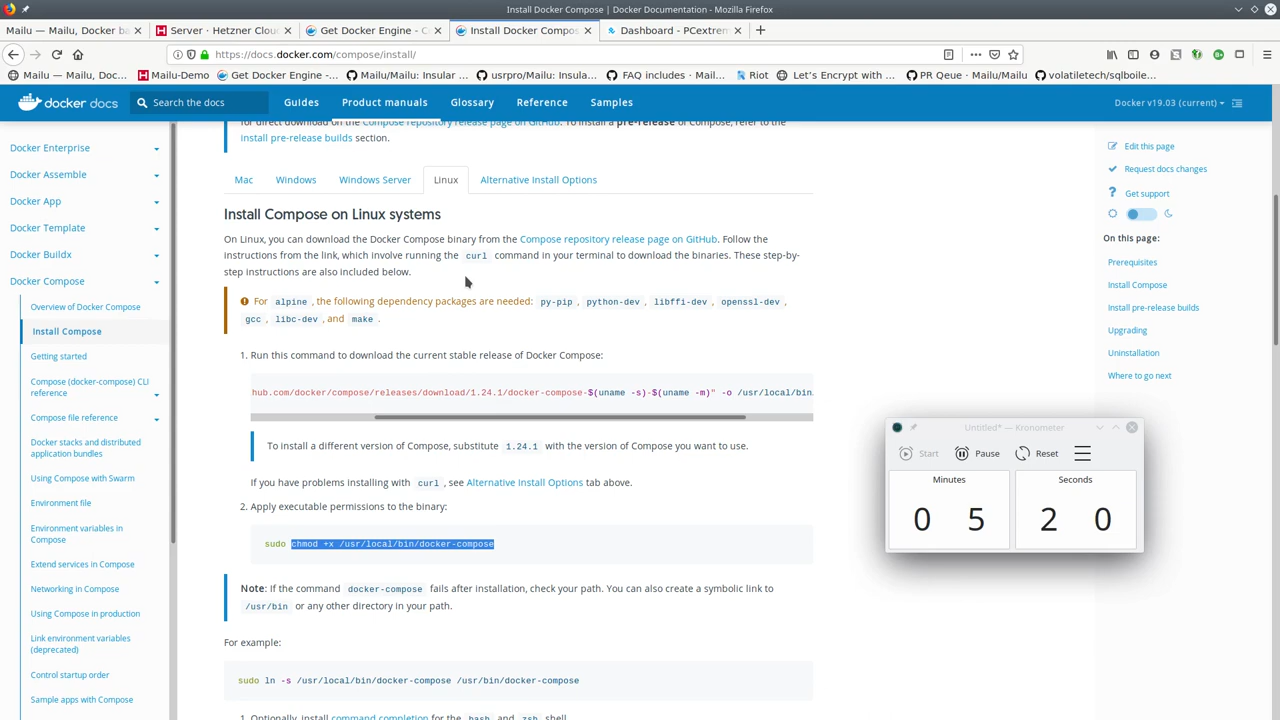 Install Docker Compose | Docker Documentation - Mozilla Firefox
Mailu — Mailu, Docker ba
Server · Hetzner Cloud
Get Docker Engine - C
Install Docker Compos
Dashboard - PCextrem
https://docs.docker.com/compose/install/
Mailu — Mailu, Doc...
Mailu-Demo
Get Docker Engine -...
Mailu/Mailu: Insular ...
usrpro/Mailu: Insula...
FAQ includes · Mail...
Riot
Let's Encrypt with ...
PR Qeue · Mailu/Mailu
volatiletech/sqlboile...
docker docs
Search the docs
Guides
Product manuals
Glossary
Reference
Samples
Docker v19.03 (current)
Docker Enterprise
Docker Assemble
Docker App
Docker Template
Docker Buildx
Docker Compose
Overview of Docker Compose
Install Compose
Getting started
Compose (docker-compose) CLI
reference
Compose file reference
Docker stacks and distributed
application bundles
Using Compose with Swarm
Environment file
Environment variables in
Compose
Extend services in Compose
Networking in Compose
Using Compose in production
Link environment variables
(deprecated)
Control startup order
Sample apps with Compose
for direct download on the Compose repository release page on GitHub. To install a pre-release of Compose, refer to the
install pre-release builds section.
Mac
Windows
Windows Server
Linux
Alternative Install Options
Install Compose on Linux systems
On Linux, you can download the Docker Compose binary from the Compose repository release page on GitHub. Follow the
instructions from the link, which involve running the curl command in your terminal to download the binaries. These step-by-
step instructions are also included below.
For alpine, the following dependency packages are needed: py-pip, python-dev, libffi-dev, openssl-dev,
gcc, libc-dev, and make.
1. Run this command to download the current stable release of Docker Compose:
hub.com/docker/compose/releases/download/1.24.1/docker-compose-$(uname -s)-$(uname -m)" -o /usr/local/bin
To install a different version of Compose, substitute 1.24.1 with the version of Compose you want to use.
If you have problems installing with curl, see Alternative Install Options tab above.
2. Apply executable permissions to the binary:
sudo chmod +x /usr/local/bin/docker-compose
Note: If the command docker-compose fails after installation, check your path. You can also create a symbolic link to
/usr/bin or any other directory in your path.
For example:
sudo ln -s /usr/local/bin/docker-compose /usr/bin/docker-compose
1. Optionally, install command completion for the bash and zsh shell.
Edit this page
Request docs changes
Get support
On this page:
Prerequisites
Install Compose
Install pre-release builds
Upgrading
Uninstallation
Where to go next
Untitled* — Kronometer
Start
Pause
Reset
Minutes
Seconds
0 5
2 0